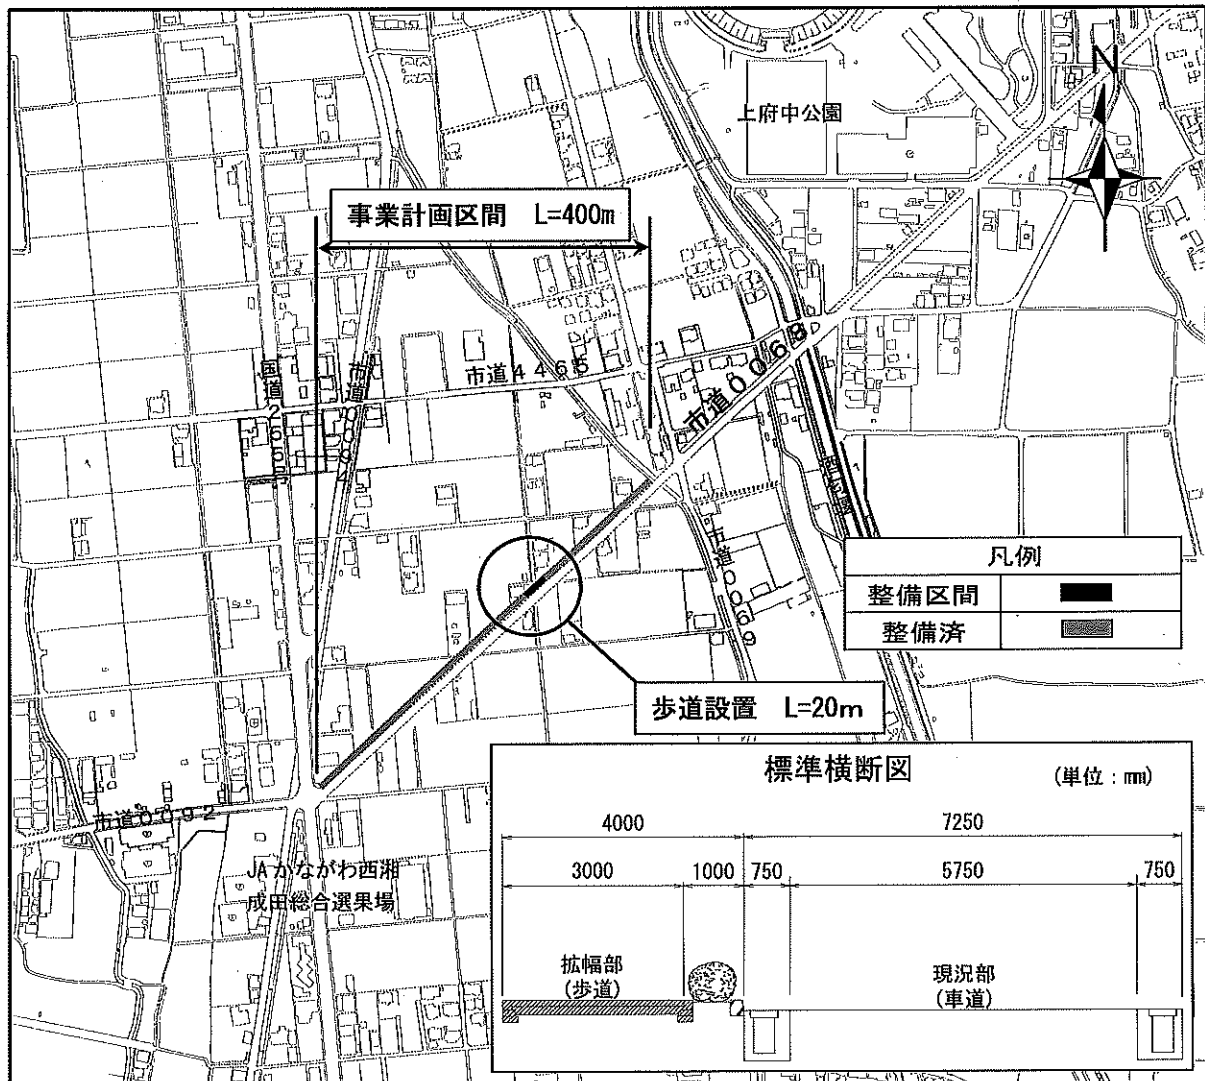 N
上府中公園
事業計画区間 L=400m
国道255号
市道0094
市道4465
市道0068
市道0069
凡例
整備区間
整備済
歩道設置 L=20m
市道0092
JAかながわ西湘
成田総合選果場
標準横断図
(単位:mm)
4000
7250
3000
1000
750
5750
750
拡幅部
(歩道)
現況部
(車道)